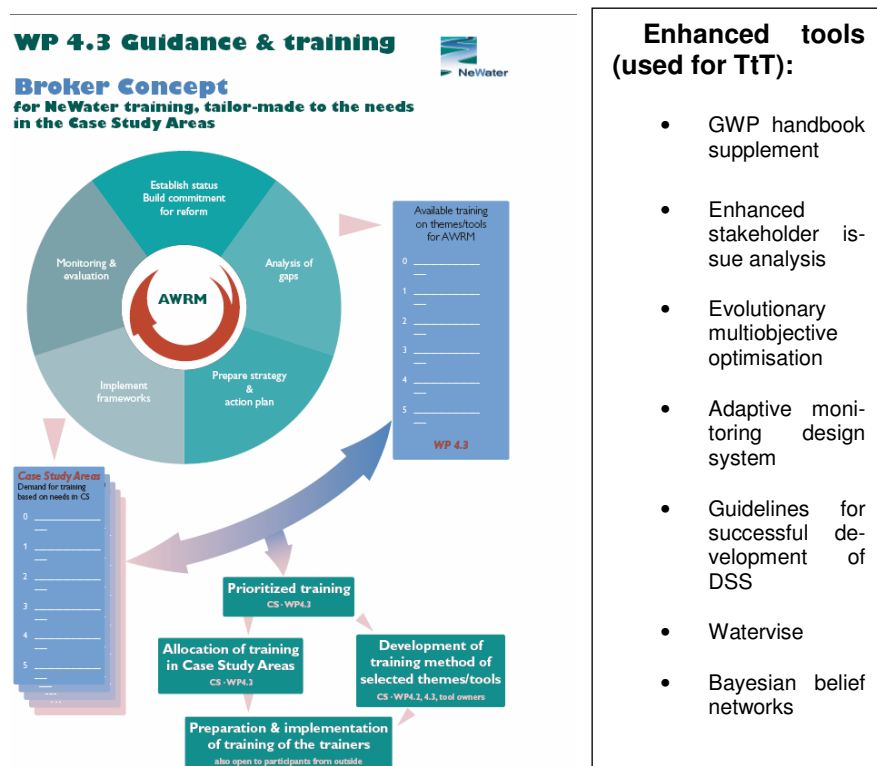 WP 4.3 Guidance & training
NeWater
Broker Concept
for NeWater training, tailor-made to the needs
in the Case Study Areas
Establish status
Build commitment
for reform
Monitoring &
evaluation
Analysis of
gaps
AWRM
Implement
frameworks
Prepare strategy
&
action plan
Available training
on themes/tools
for AWRM
0
1
2
3
4
5
WP 4.3
Case Study Areas
Demand for training
based on needs in CS
0
1
2
3
4
5
Prioritized training
CS - WP4.3
Allocation of training
in Case Study Areas
CS - WP4.3
Development of
training method of
selected themes/tools
CS - WP4.2, 4.3, tool owners
Preparation & implementation
of training of the trainers
also open to participants from outside
Enhanced tools
(used for TtT):
• GWP handbook
supplement
• Enhanced
stakeholder is-
sue analysis
• Evolutionary
multiobjective
optimisation
• Adaptive moni-
toring design
system
• Guidelines for
successful de-
velopment of
DSS
• Watervise
• Bayesian belief
networks